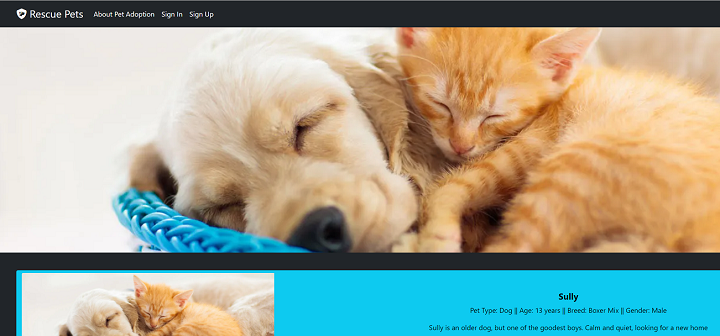 Rescue Pets About Pet Adoption Sign In Sign Up
Sully
Pet Type: Dog || Age: 13 years || Breed: Boxer Mix || Gender: Male
Sully is an older dog, but one of the goodest boys. Calm and quiet, looking for a new home